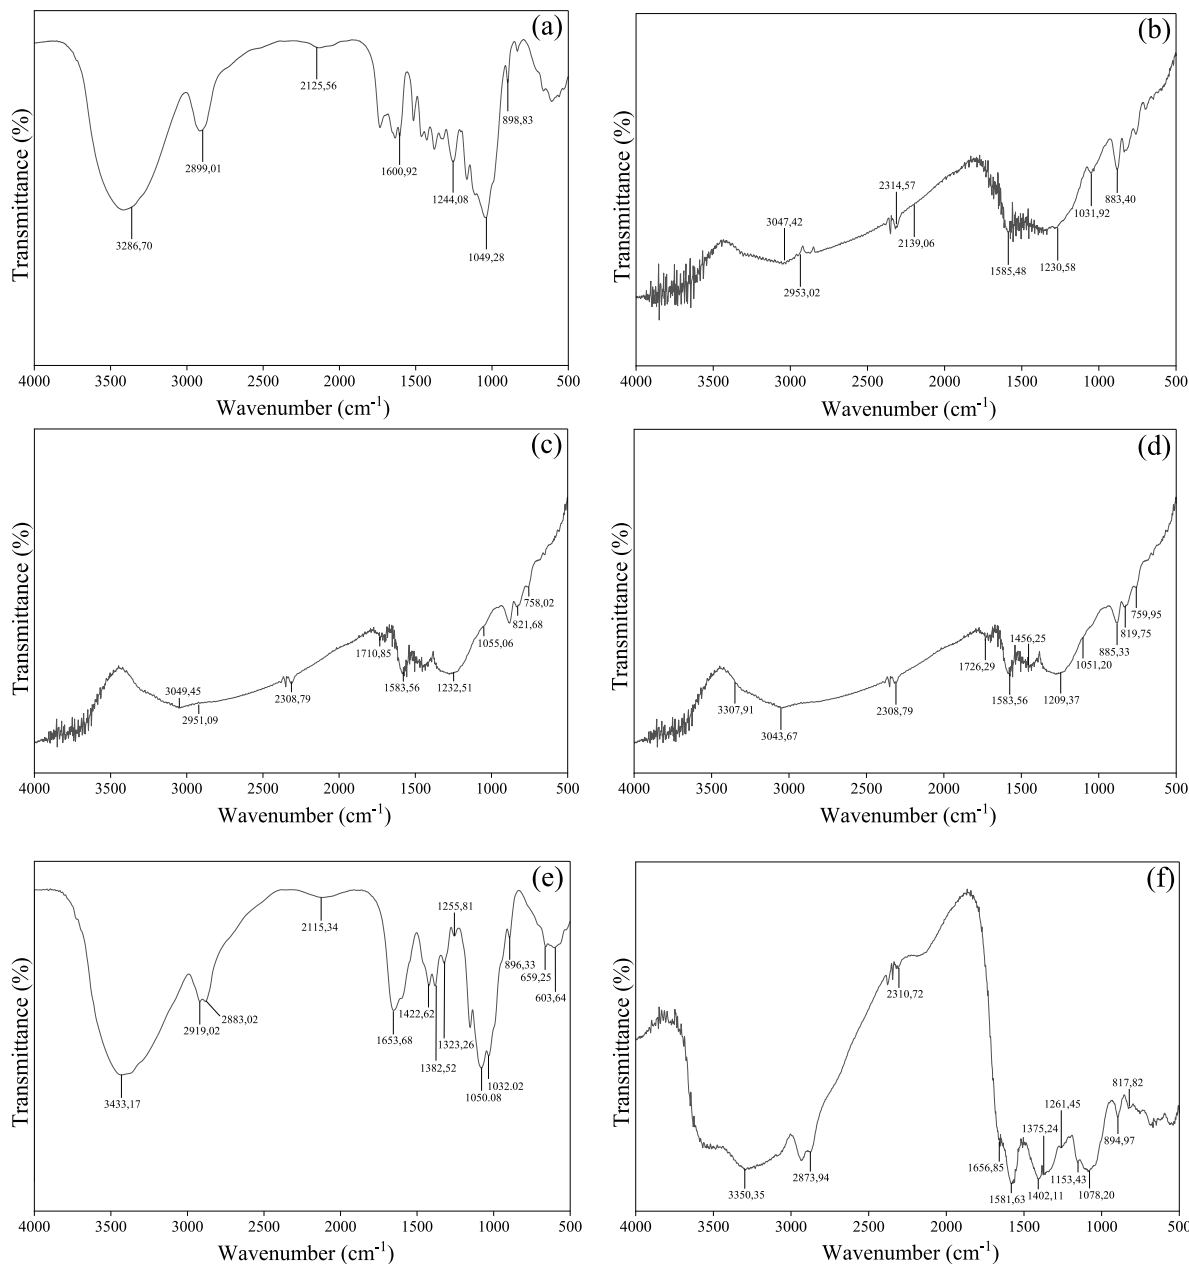 (a)
Transmittance (%)
2125,56
898,83
2899,01
1600,92
1244,08
3286,70
1049,28
4000 3000 2500 2000 1500 1000 500
Wavenumber (cm-1)
(b)
Transmittance (%)
2314,57
3047,42
1031,92
883,40
2139,06
2953,02
1585,48
1230,58
4000 3500 3000 2500 2000 1500 1000 500
Wavenumber (cm-1)
(c)
Transmittance (%)
758,02
821,68
1055,06
1710,85
3049,45
1583,56
1232,51
2951,09
2308,79
4000 3500 3000 2500 2000 1500 1000 500
Wavenumber (cm-1)
(d)
Transmittance (%)
759,95
819,75
1456,25
885,33
1051,20
1726,29
3307,91
2308,79
1583,56
1209,37
3043,67
4000 3500 3000 2500 2000 1500 1000 500
Wavenumber (cm-1)
(e)
Transmittance (%)
1255,81
2115,34
896,33
659,25
603,64
2883,02
2919,02
1422,62
1653,68
1323,26
1382,52
1032.02
1050.08
3433,17
4000 3500 3000 2500 2000 1500 1000 500
Wavenumber (cm-1)
(f)
Transmittance (%)
2310,72
817,82
1261,45
1375,24
894,97
1656,85
1153,43
2873,94
3350,35
1581,63
1402,11
1078,20
4000 3000 2500 2000 1500 1000 500
Wavenumber (cm-1)